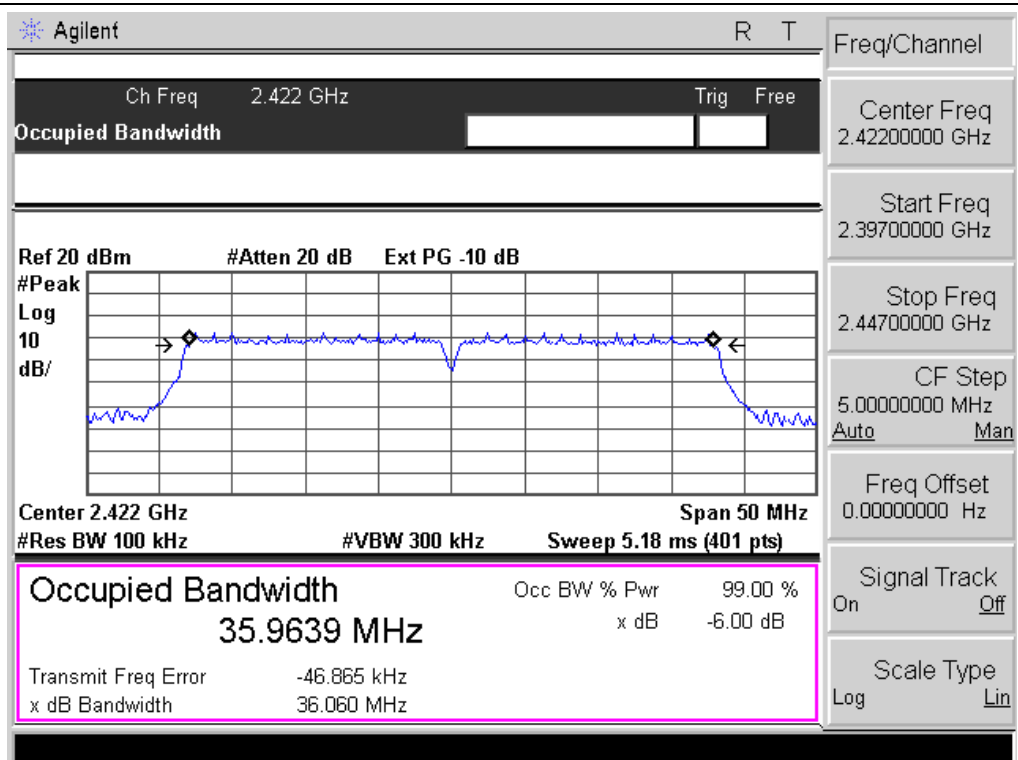 Agilent R T
Freq/Channel
Ch Freq 2.422 GHz Trig Free
Occupied Bandwidth
Center Freq
2.42200000 GHz
Start Freq
2.39700000 GHz
Stop Freq
2.44700000 GHz
CF Step
5.00000000 MHz
Auto Man
Freq Offset
0.00000000 Hz
Signal Track
On Off
Scale Type
Log Lin
Ref 20 dBm #Atten 20 dB Ext PG -10 dB
#Peak
Log
10
dB/
Center 2.422 GHz Span 50 MHz
#Res BW 100 kHz #VBW 300 kHz Sweep 5.18 ms (401 pts)
Occupied Bandwidth
35.9639 MHz
Occ BW % Pwr 99.00 %
x dB -6.00 dB
Transmit Freq Error -46.865 kHz
x dB Bandwidth 36.060 MHz